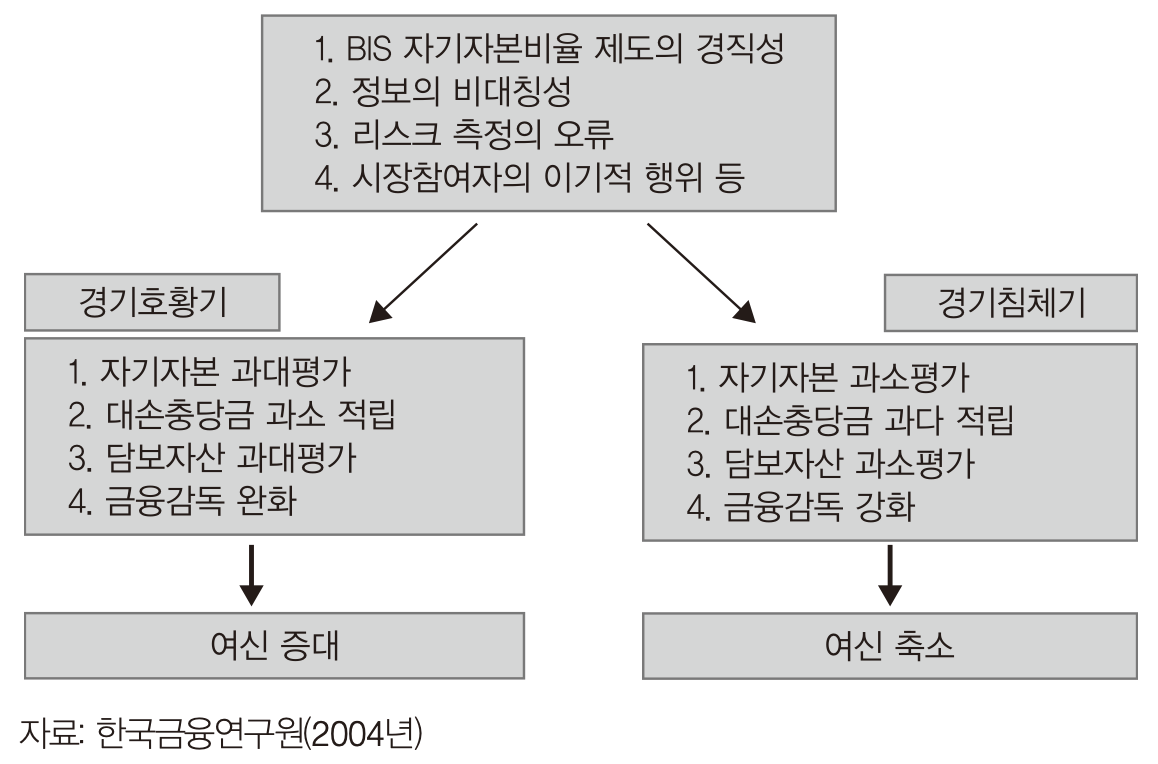 1. BIS 자기자본비율 제도의 경직성
2. 정보의 비대칭성
3. 리스크 측정의 오류
4. 시장참여자의 이기적 행위 등
경기호황기
1. 자기자본 과대평가
2. 대손충당금 과소 적립
3. 담보자산 과대평가
4. 금융감독 완화
여신 증대
경기침체기
1. 자기자본 과소평가
2. 대손충당금 과다 적립
3. 담보자산 과소평가
4. 금융감독 강화
여신 축소
자료: 한국금융연구원(2004년)